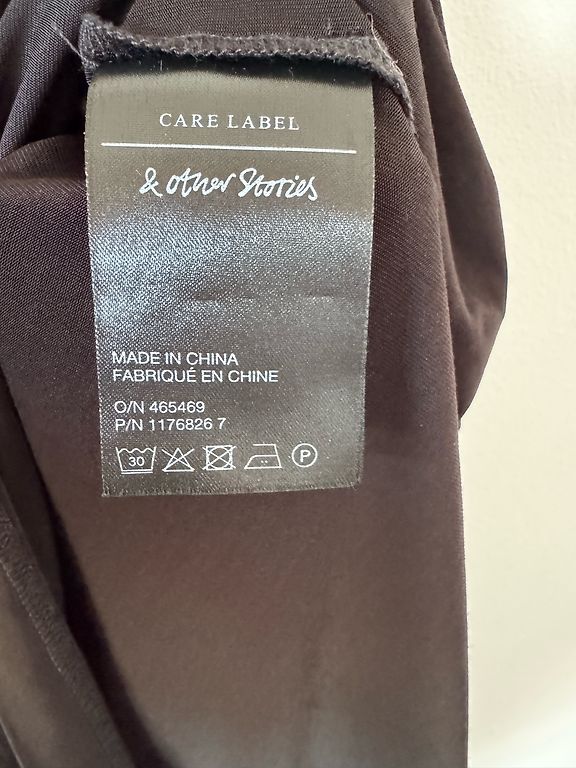 CARE LABEL
& other Stories
MADE IN CHINA
FABRIQUÉ EN CHINE
O/N 465469
P/N 1176826 7
30 P